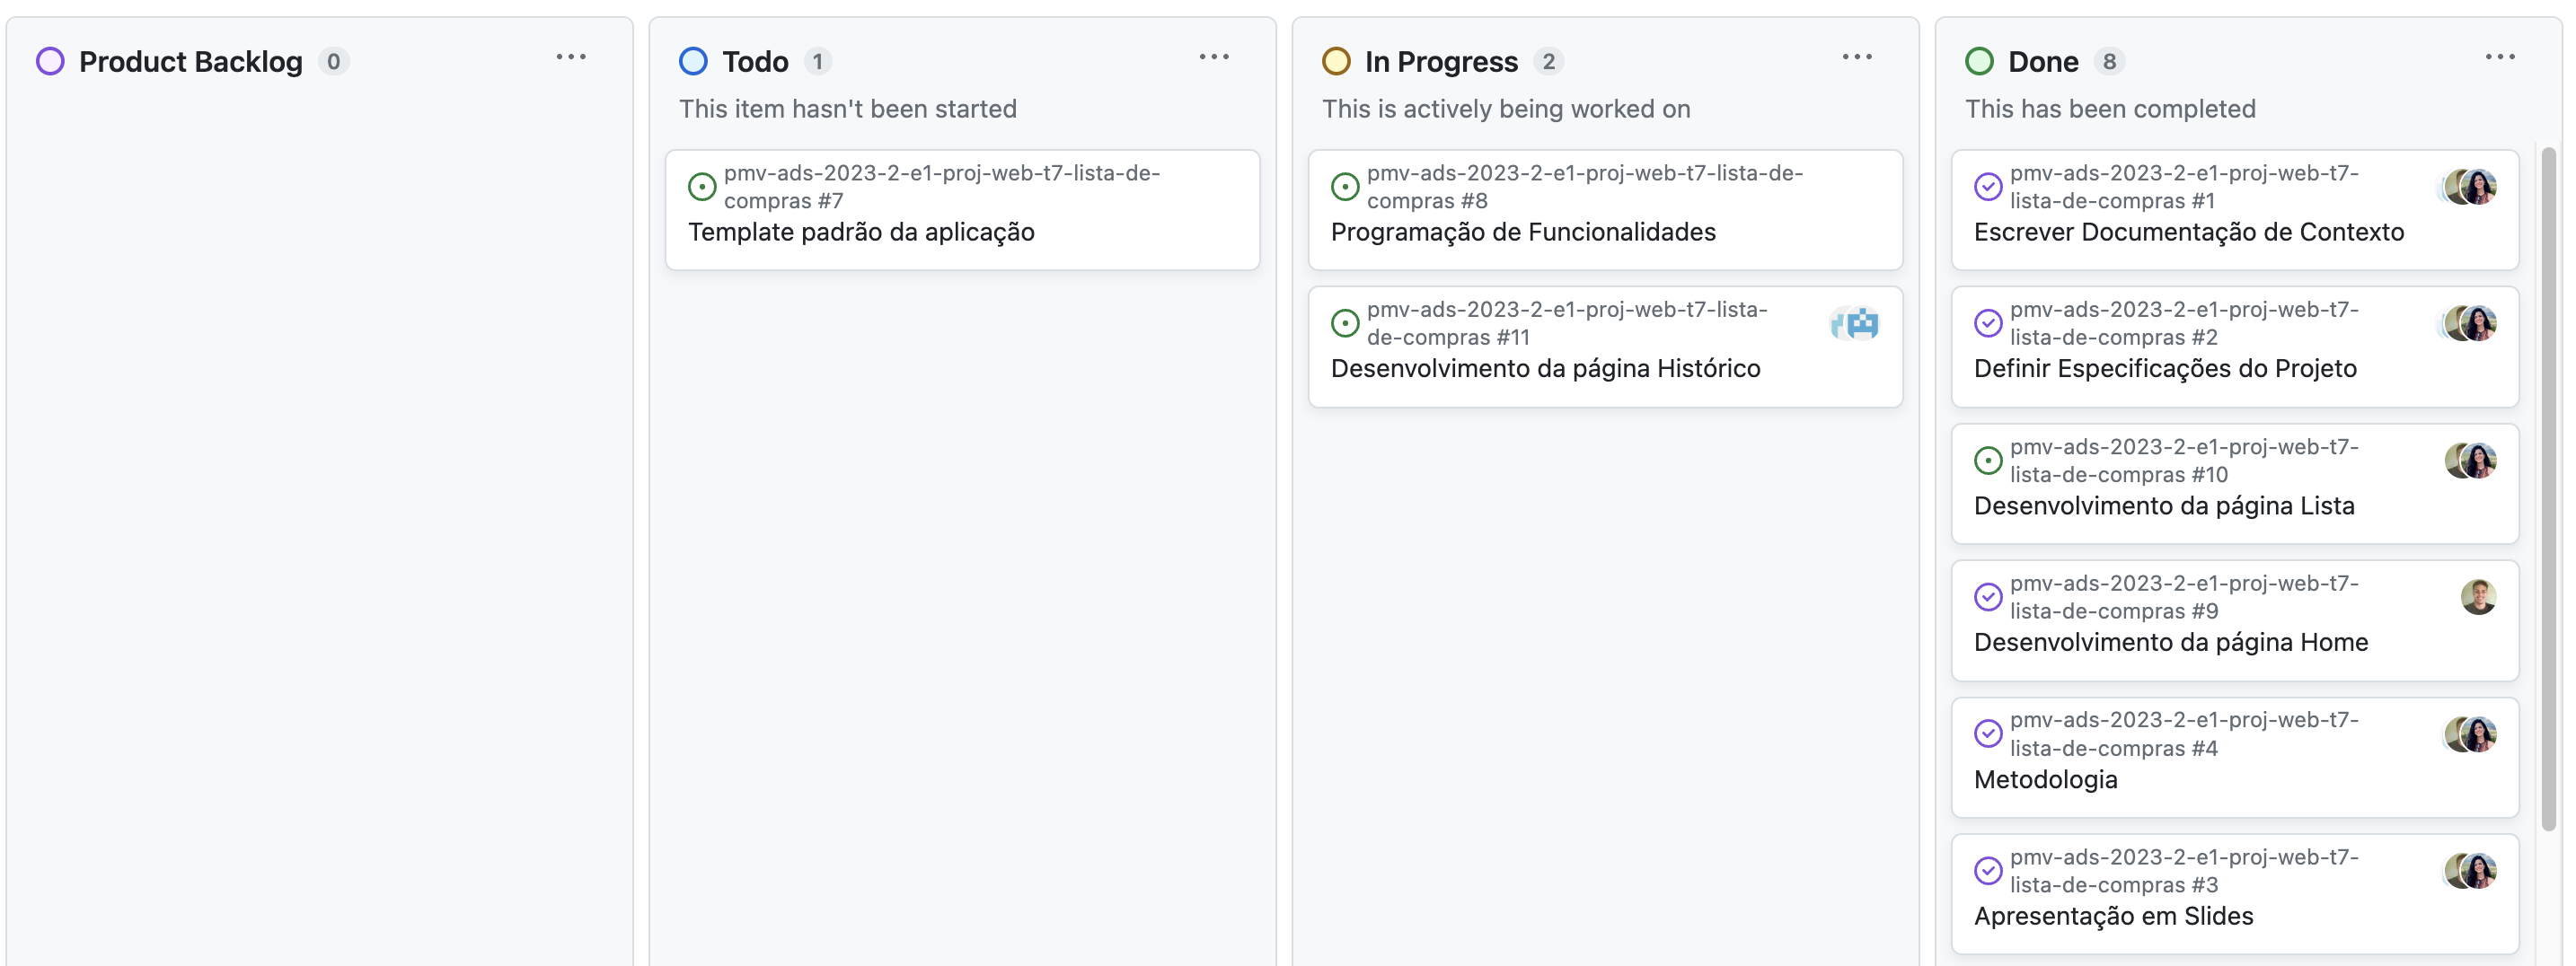 Product Backlog 0
Todo 1
This item hasn't been started
pmv-ads-2023-2-e1-proj-web-t7-lista-de-
compras #7
Template padrão da aplicação
In Progress 2
This is actively being worked on
pmv-ads-2023-2-e1-proj-web-t7-lista-de-
compras #8
Programação de Funcionalidades
pmv-ads-2023-2-e1-proj-web-t7-lista-
de-compras #11
Desenvolvimento da página Histórico
Done 8
This has been completed
pmv-ads-2023-2-e1-proj-web-t7-
lista-de-compras #1
Escrever Documentação de Contexto
pmv-ads-2023-2-e1-proj-web-t7-
lista-de-compras #2
Definir Especificações do Projeto
pmv-ads-2023-2-e1-proj-web-t7-
lista-de-compras #10
Desenvolvimento da página Lista
pmv-ads-2023-2-e1-proj-web-t7-
lista-de-compras #9
Desenvolvimento da página Home
pmv-ads-2023-2-e1-proj-web-t7-
lista-de-compras #4
Metodologia
pmv-ads-2023-2-e1-proj-web-t7-
lista-de-compras #3
Apresentação em Slides